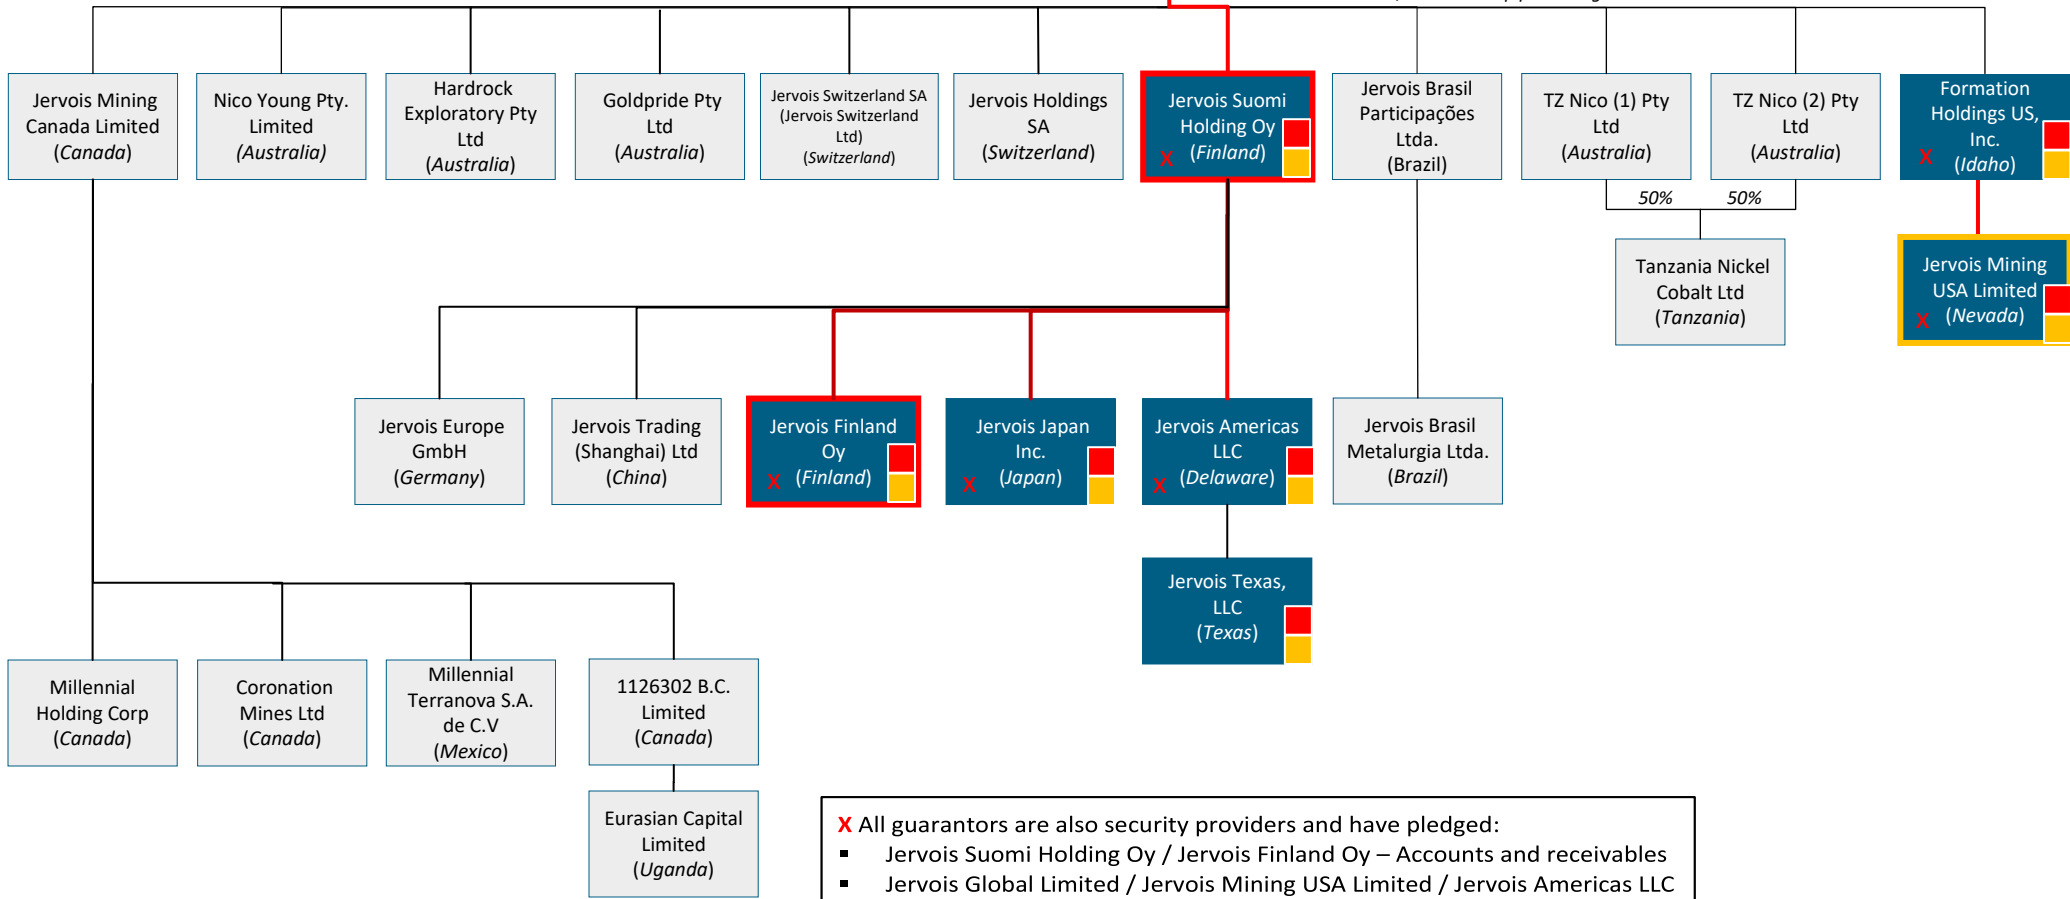 Jervois Mining
Canada Limited
(Canada)
Nico Young Pty.
Limited
(Australia)
Hardrock
Exploratory Pty
Ltd
(Australia)
Goldpride Pty
Ltd
(Australia)
Jervois Switzerland SA
(Jervois Switzerland
Ltd)
(Switzerland)
Jervois Holdings
SA
(Switzerland)
Jervois Suomi
Holding Oy
X (Finland)
Jervois Brasil
Participações
Ltda.
(Brazil)
TZ Nico (1) Pty
Ltd
(Australia)
TZ Nico (2) Pty
Ltd
(Australia)
Formation
Holdings US,
Inc.
X (Idaho)
50% 50%
Tanzania Nickel
Cobalt Ltd
(Tanzania)
Jervois Mining
USA Limited
X (Nevada)
Jervois Europe
GmbH
(Germany)
Jervois Trading
(Shanghai) Ltd
(China)
Jervois Finland
Oy
X (Finland)
Jervois Japan
Inc.
X (Japan)
Jervois Americas
LLC
X (Delaware)
Jervois Brasil
Metalurgia Ltda.
(Brazil)
Jervois Texas,
LLC
(Texas)
Millennial
Holding Corp
(Canada)
Coronation
Mines Ltd
(Canada)
Millennial
Terranova S.A.
de C.V
(Mexico)
1126302 B.C.
Limited
(Canada)
Eurasian Capital
Limited
(Uganda)
X All guarantors are also security providers and have pledged:
▪ Jervois Suomi Holding Oy / Jervois Finland Oy – Accounts and receivables
▪ Jervois Global Limited / Jervois Mining USA Limited / Jervois Americas LLC